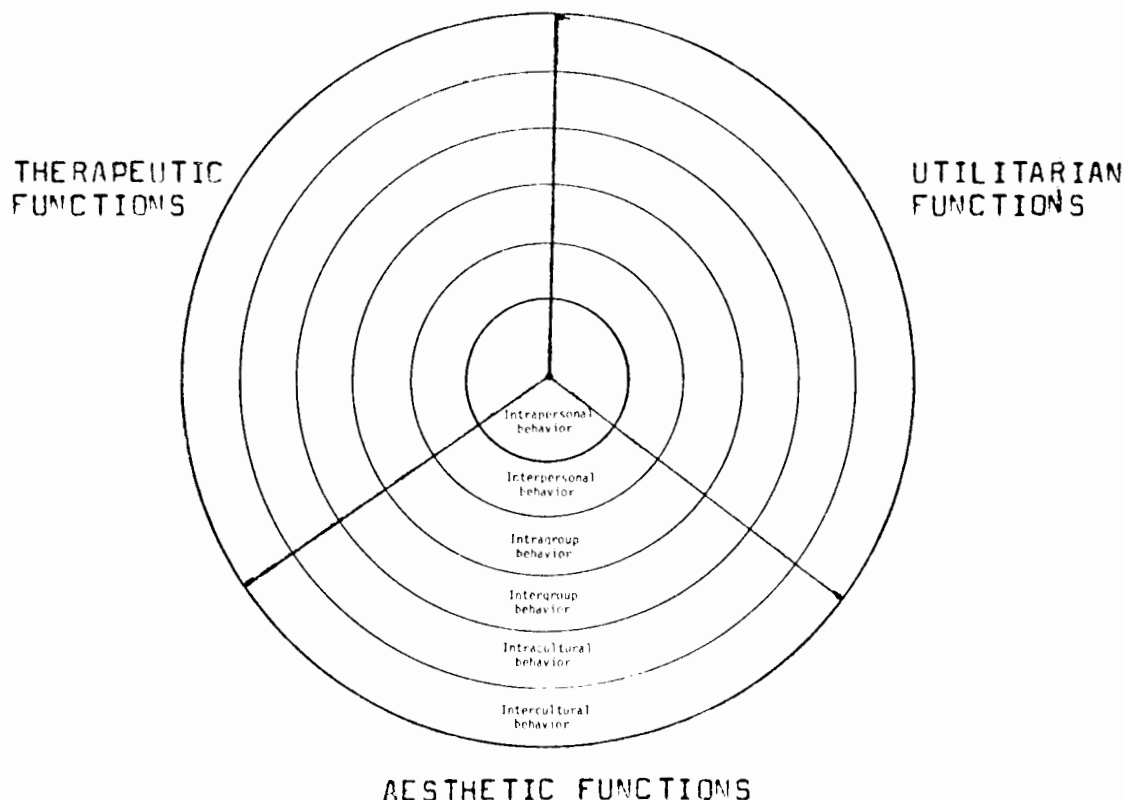 THERAPEUTIC
FUNCTIONS
UTILITARIAN
FUNCTIONS
Intrapersonal
behavior
Interpersonal
behavior
Intragroup
behavior
Intergroup
behavior
Intracultural
behavior
Intercultural
behavior
AESTHETIC FUNCTIONS